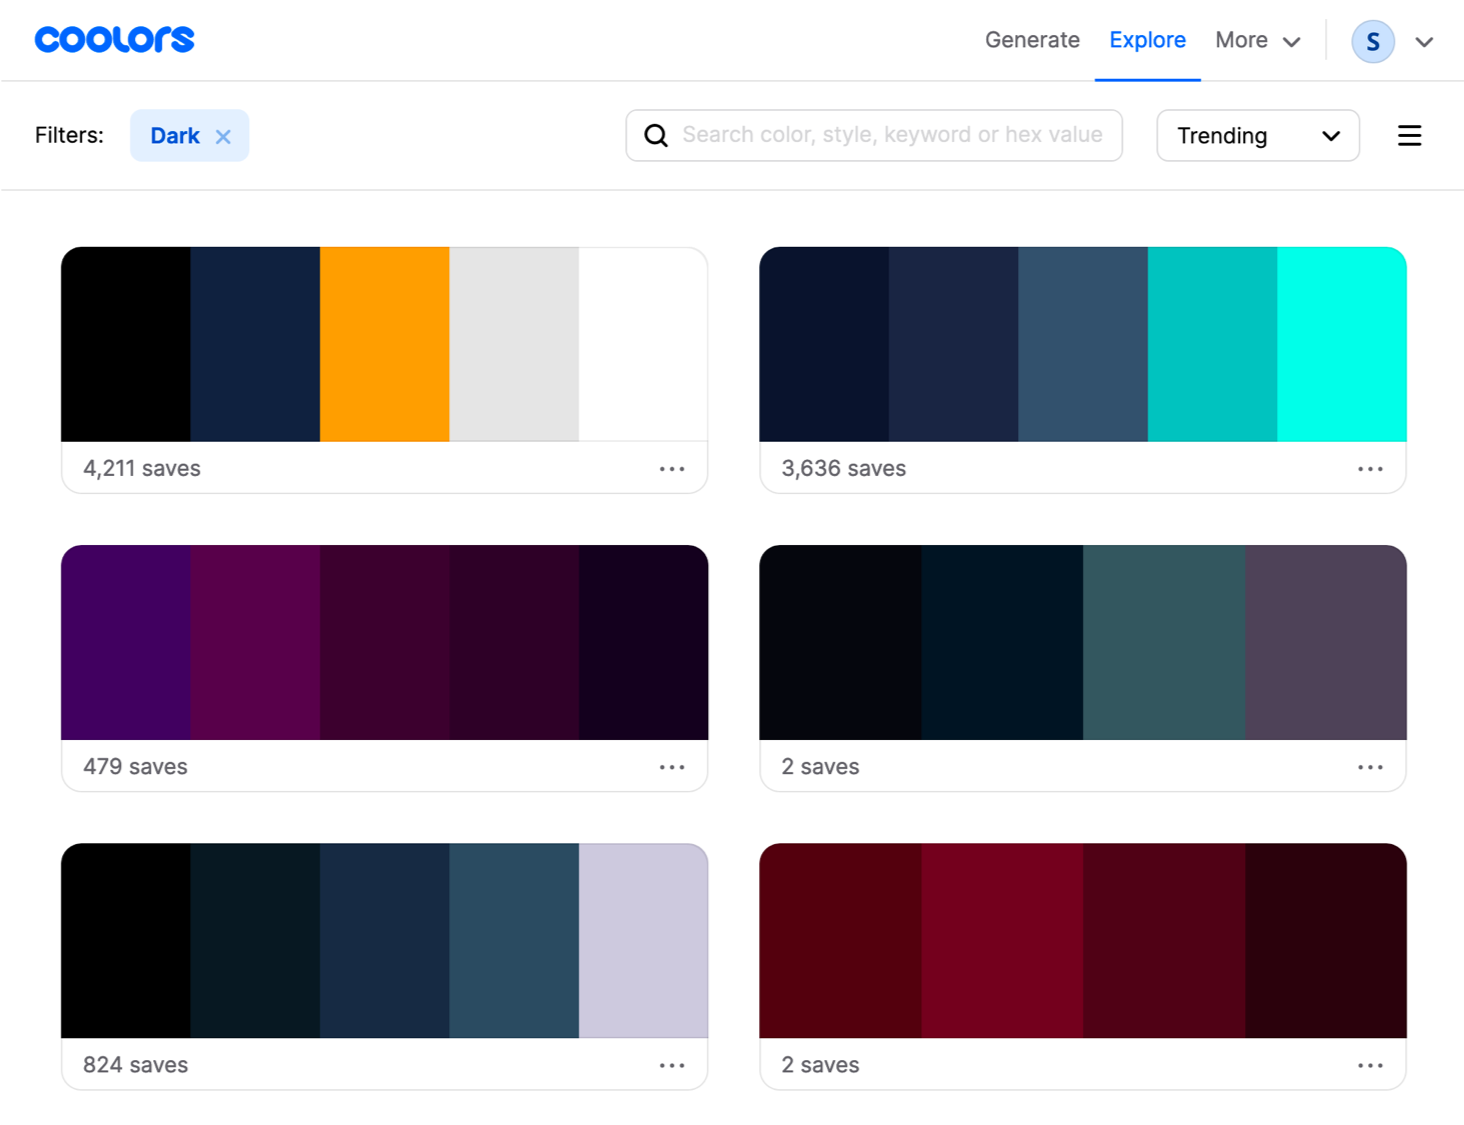 coolors
Generate Explore More S
Filters: Dark Search color, style, keyword or hex value Trending
4,211 saves 3,636 saves
479 saves 2 saves
824 saves 2 saves